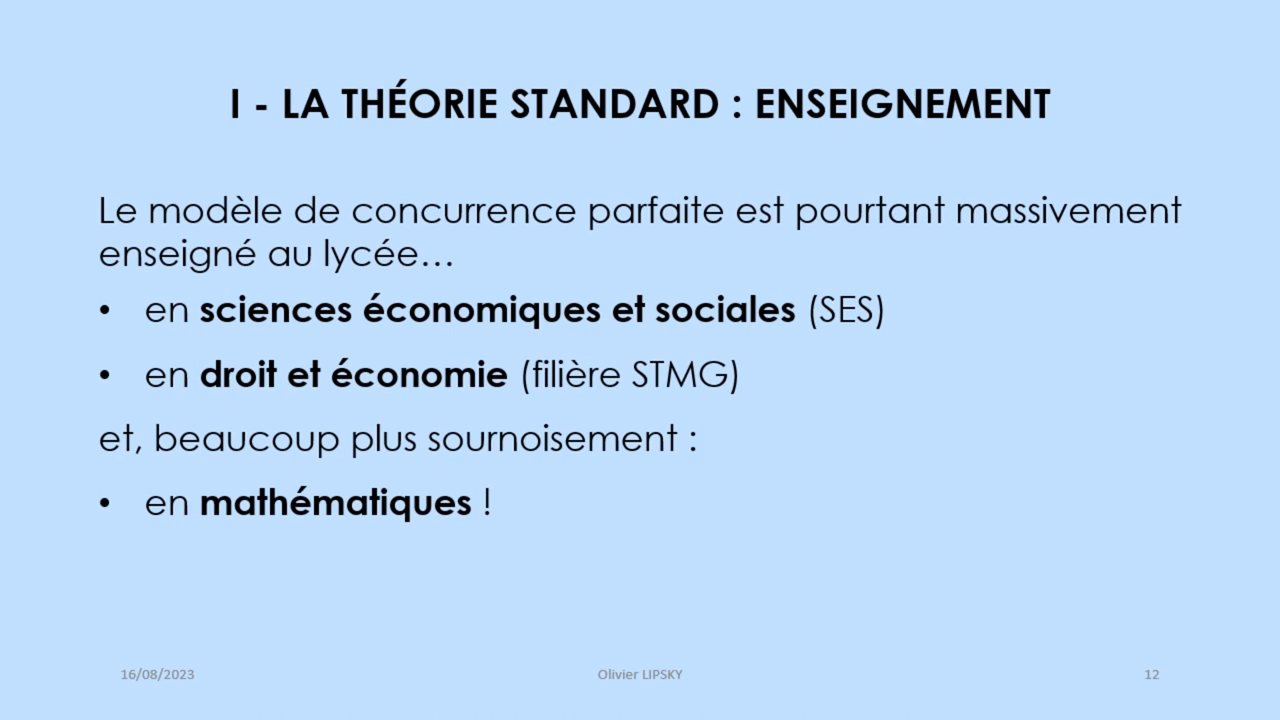 I - LA THÉORIE STANDARD : ENSEIGNEMENT
Le modèle de concurrence parfaite est pourtant massivement
enseigné au lycée…
• en sciences économiques et sociales (SES)
• en droit et économie (filière STMG)
et, beaucoup plus sournoisement :
• en mathématiques !
16/08/2023
Olivier LIPSKY
12